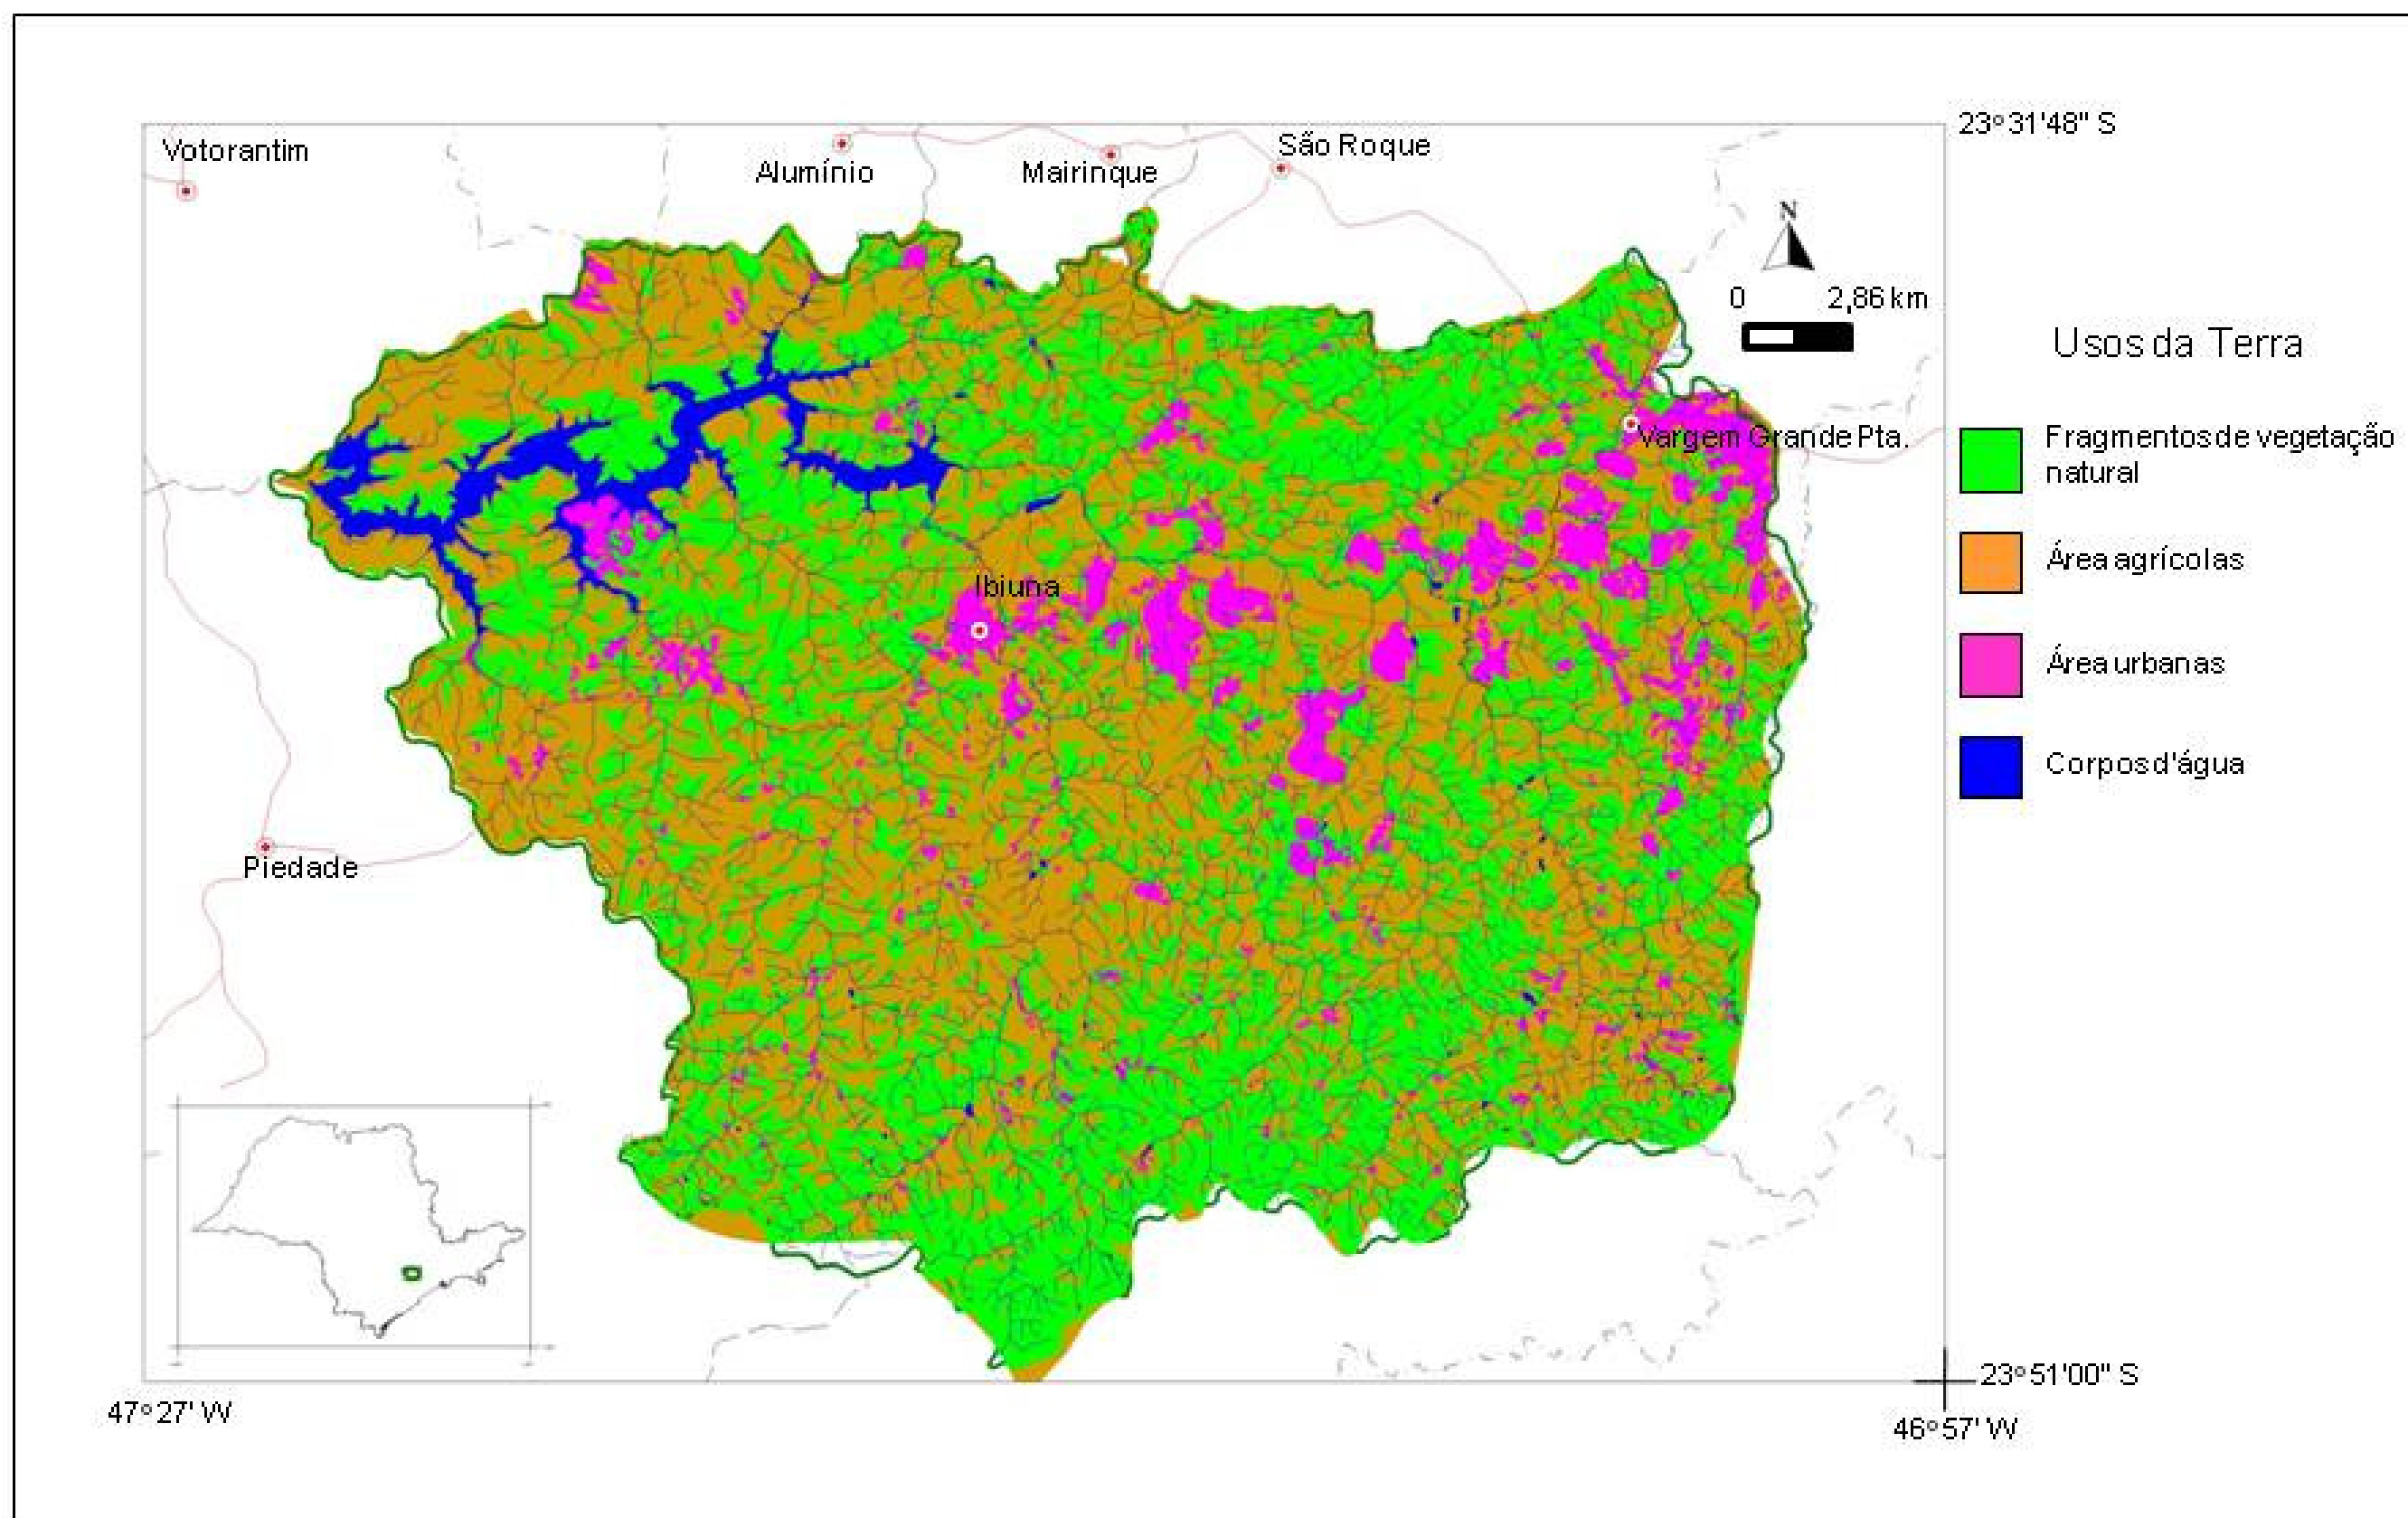 23°31'48" S
Votorantim
Alumínio
Mairinque
São Roque
N
0 2,86 km
Usos da Terra
Vargem Grande Pta.
Fragmentos de vegetação
natural
Área agrícolas
Ibiuna
Área urbanas
Corpos d'água
Piedade
23°51'00" S
47°27' W
46°57' W